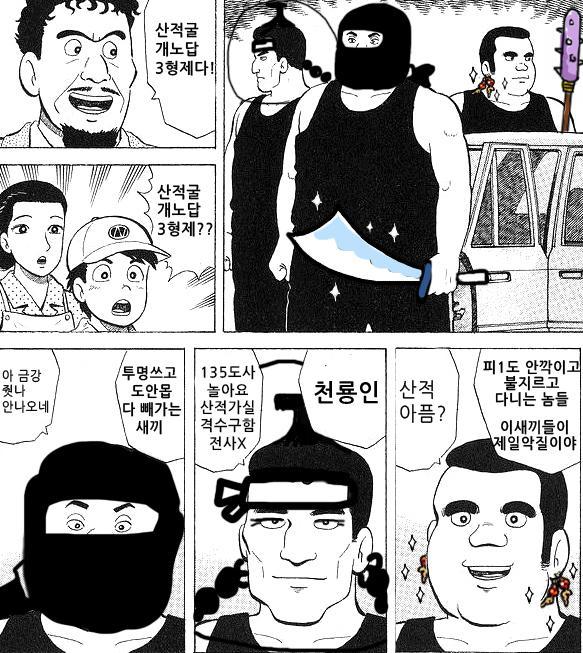 산적굴
개노답
3형제다!
산적굴
개노답
3형제??
아 금강
줫나
안나오네
투명쓰고
도안몹
다 빼가는
새끼
135도사
놀아요
산적가실
격수구함
전사X
천룡인
산적
아픔?
피1도 안깍이고
불지르고
다니는 놈들
이새끼들이
제일악질이야